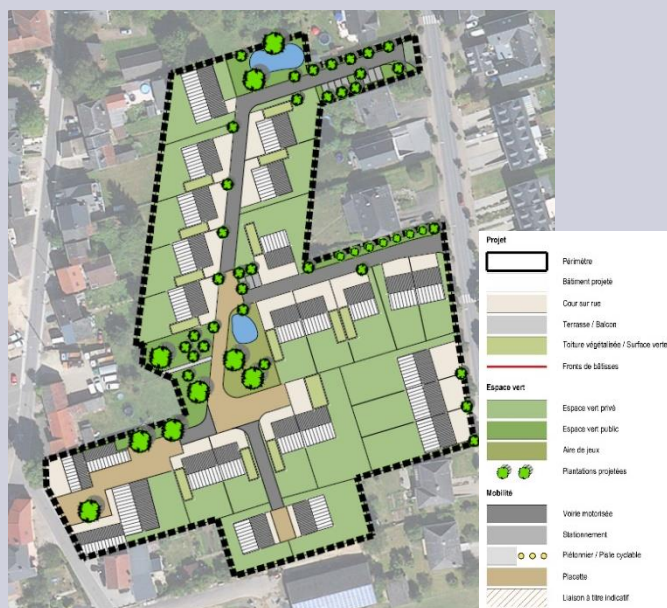 Projet
Périmètre
Bâtiment projeté
Cour sur rue
Terrasse / Balcon
Toiture végétalisée / Surface verte
Fronts de bâtisses
Espace vert
Espace vert privé
Espace vert public
Aire de jeux
Plantations projetées
Mobilité
Voirie motorisée
Stationnement
Piétonnier / Piste cyclable
Placette
Liaison à titre indicatif